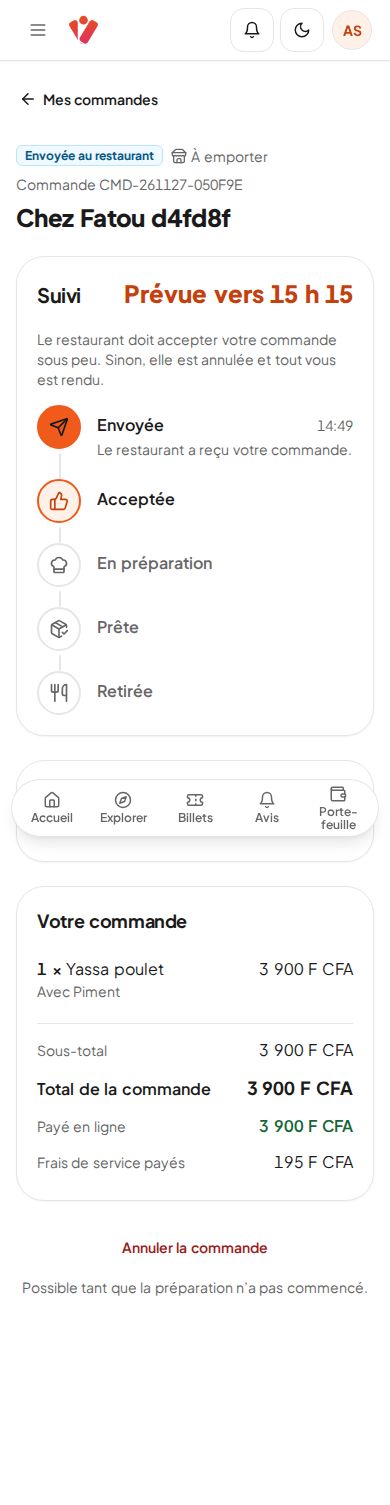 AS
Mes commandes
Envoyée au restaurant À emporter
Commande CMD-261127-050F9E
Chez Fatou d4fd8f
Suivi Prévue vers 15 h 15
Le restaurant doit accepter votre commande
sous peu. Sinon, elle est annulée et tout vous
est rendu.
Envoyée 14:49
Le restaurant a reçu votre commande.
Acceptée
En préparation
Prête
Retirée
Accueil Explorer Billets Avis Porte-
feuille
Votre commande
1 × Yassa poulet 3 900 F CFA
Avec Piment
Sous-total 3 900 F CFA
Total de la commande 3 900 F CFA
Payé en ligne 3 900 F CFA
Frais de service payés 195 F CFA
Annuler la commande
Possible tant que la préparation n'a pas commencé.